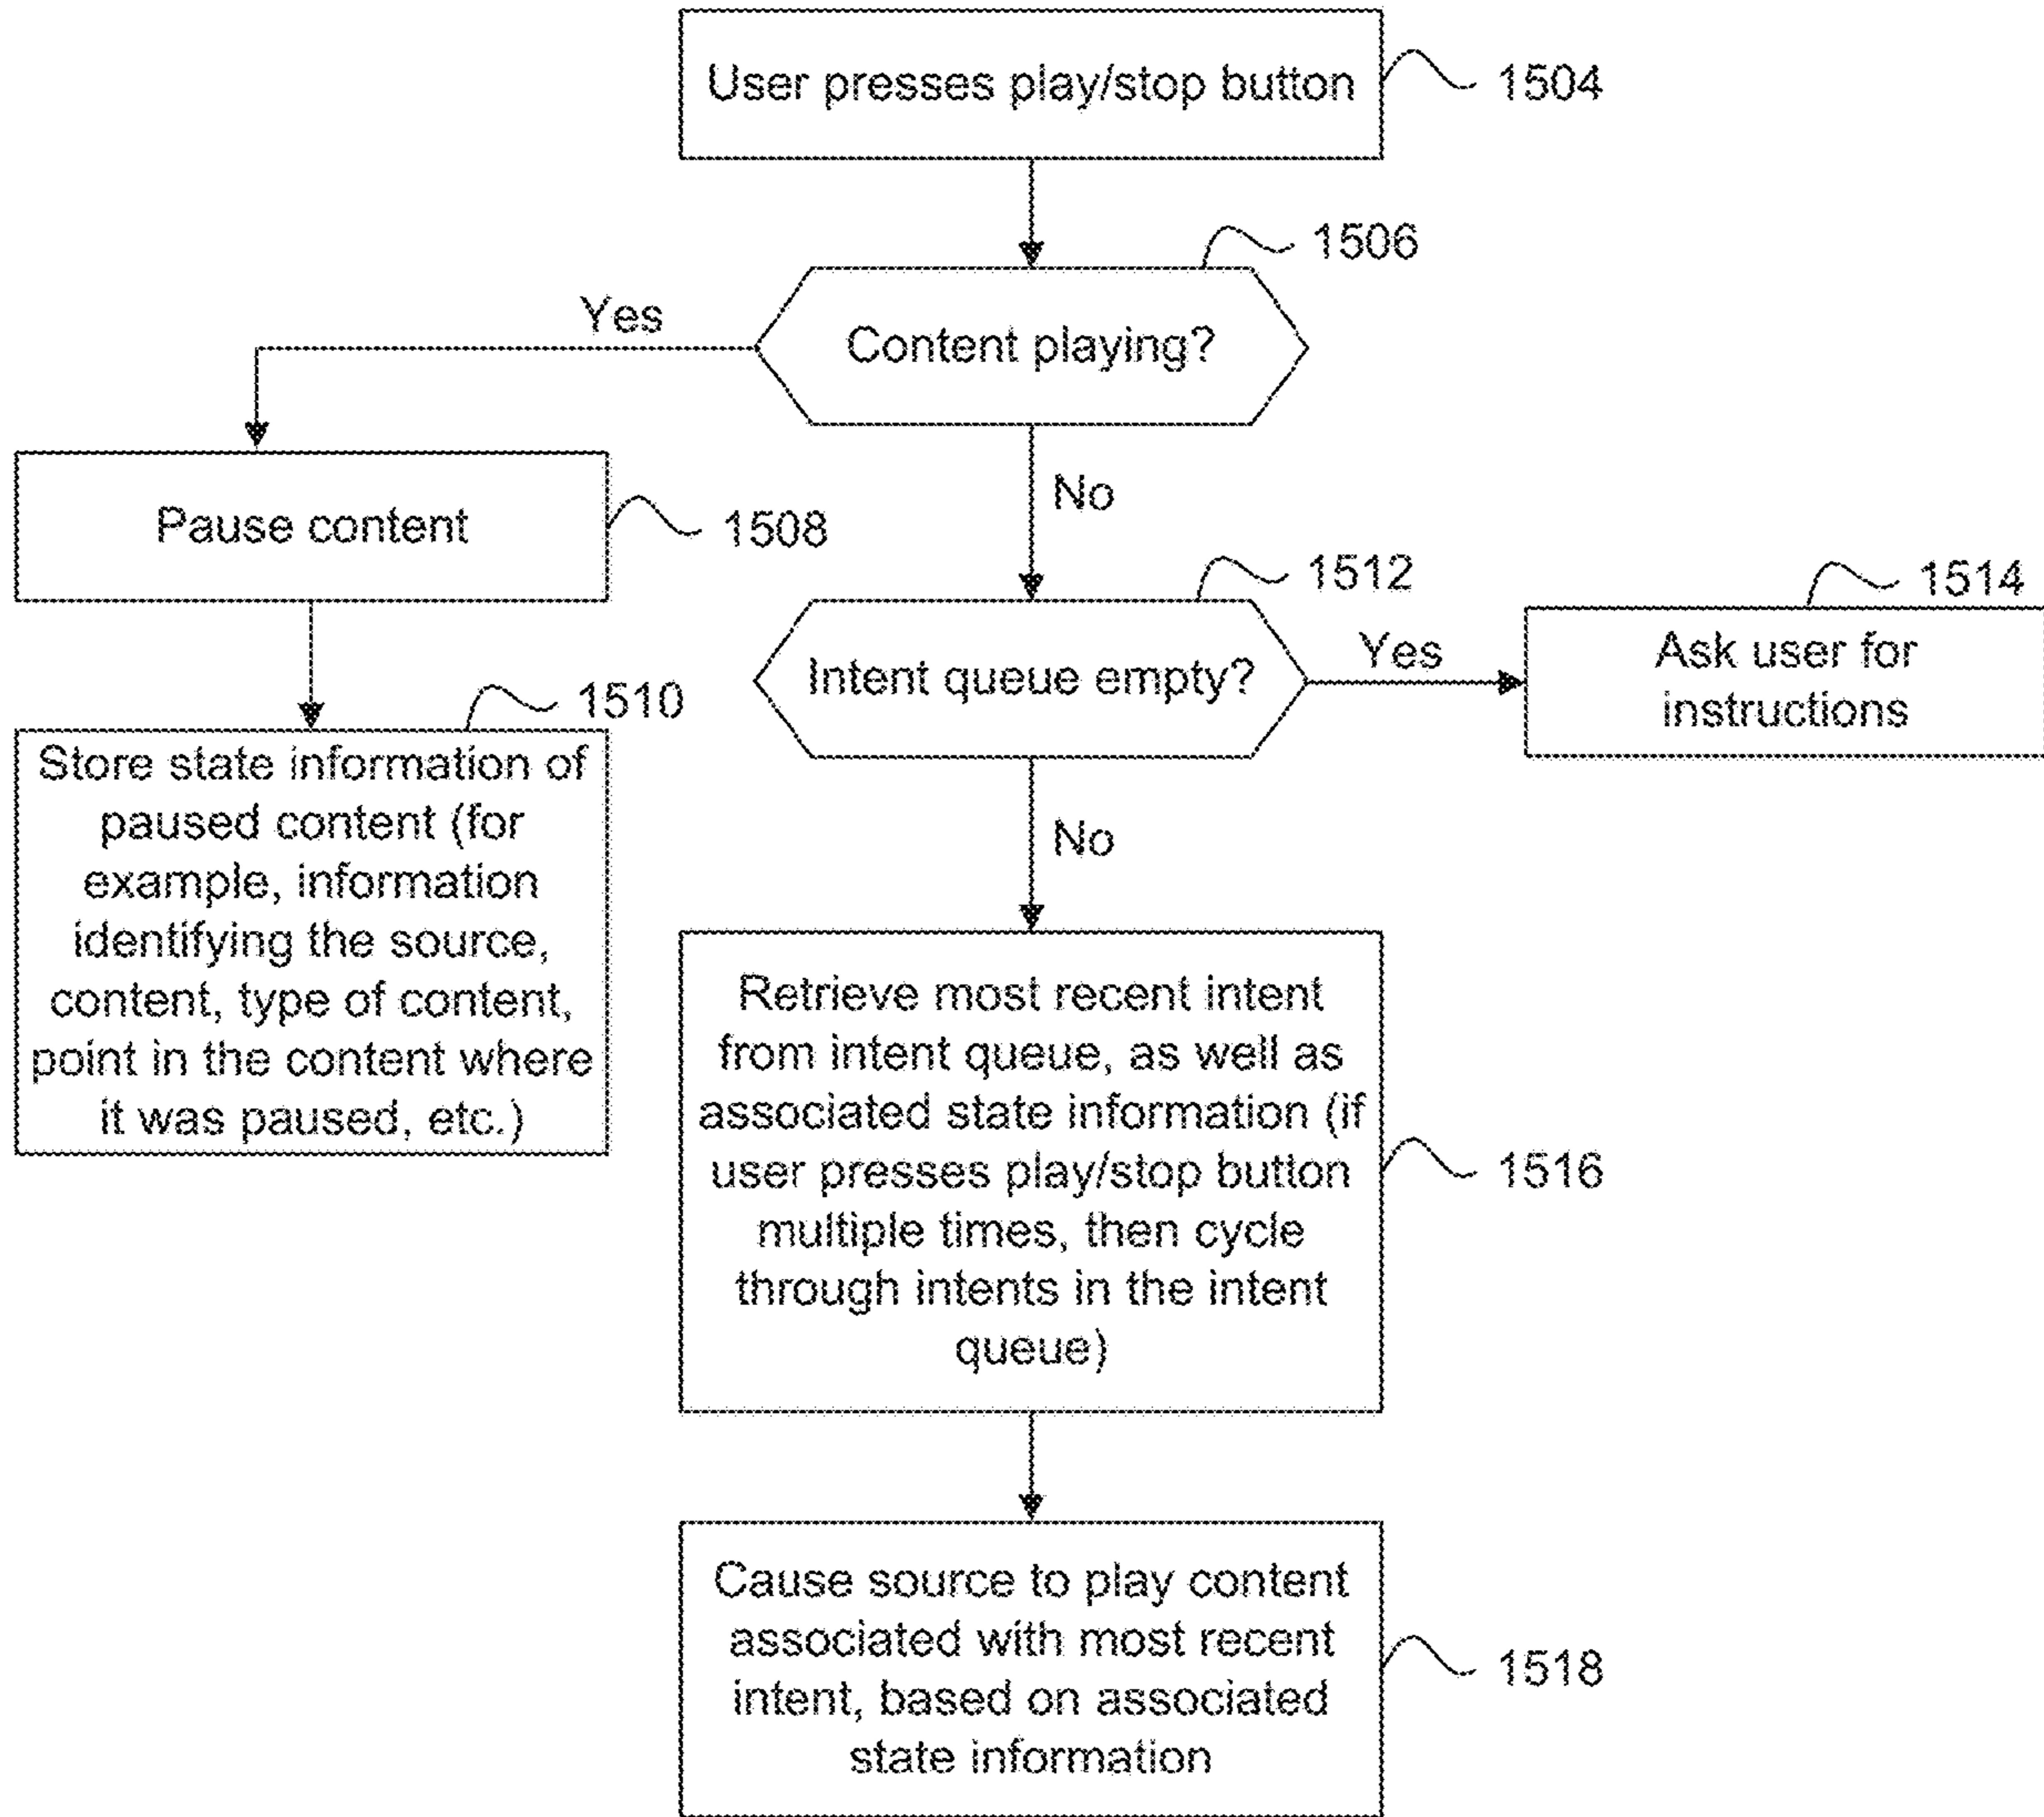 User presses play/stop button
1504
1506
Yes
Content playing?
No
Pause content
1508
1512
1514
Intent queue empty?
Yes
Ask user for
instructions
1510
Store state information of
paused content (for
example, information
identifying the source,
content, type of content,
point in the content where
it was paused, etc.)
No
Retrieve most recent intent
from intent queue, as well as
associated state information (if
user presses play/stop button
multiple times, then cycle
through intents in the intent
queue)
1516
Cause source to play content
associated with most recent
intent, based on associated
state information
1518